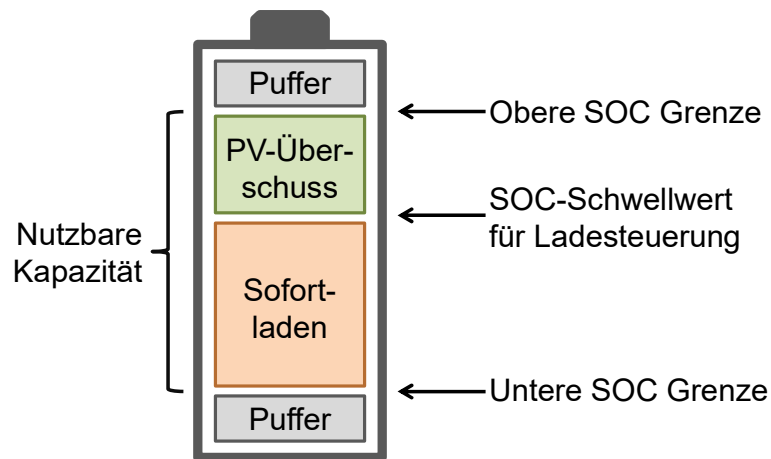 Puffer
Obere SOC Grenze
PV-Über-
schuss
SOC-Schwellwert
für Ladesteuerung
Nutzbare
Kapazität
Sofort-
laden
Untere SOC Grenze
Puffer